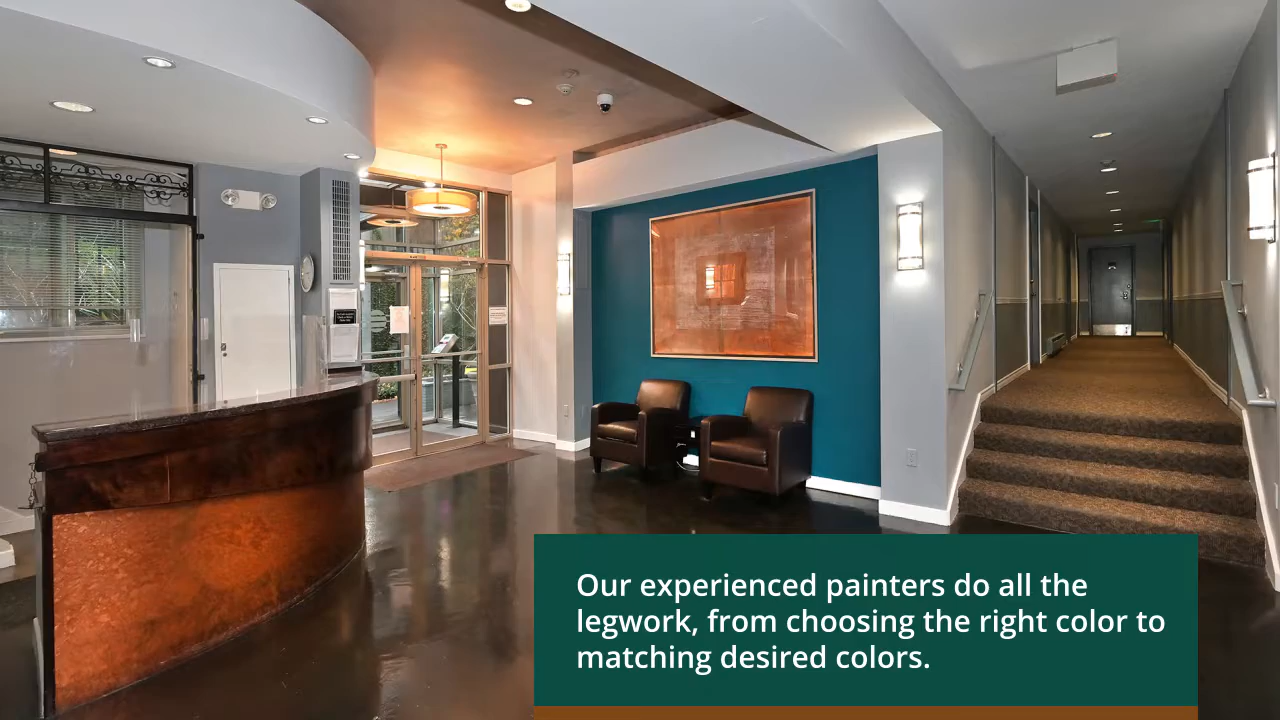 Our experienced painters do all the
legwork, from choosing the right color to
matching desired colors.